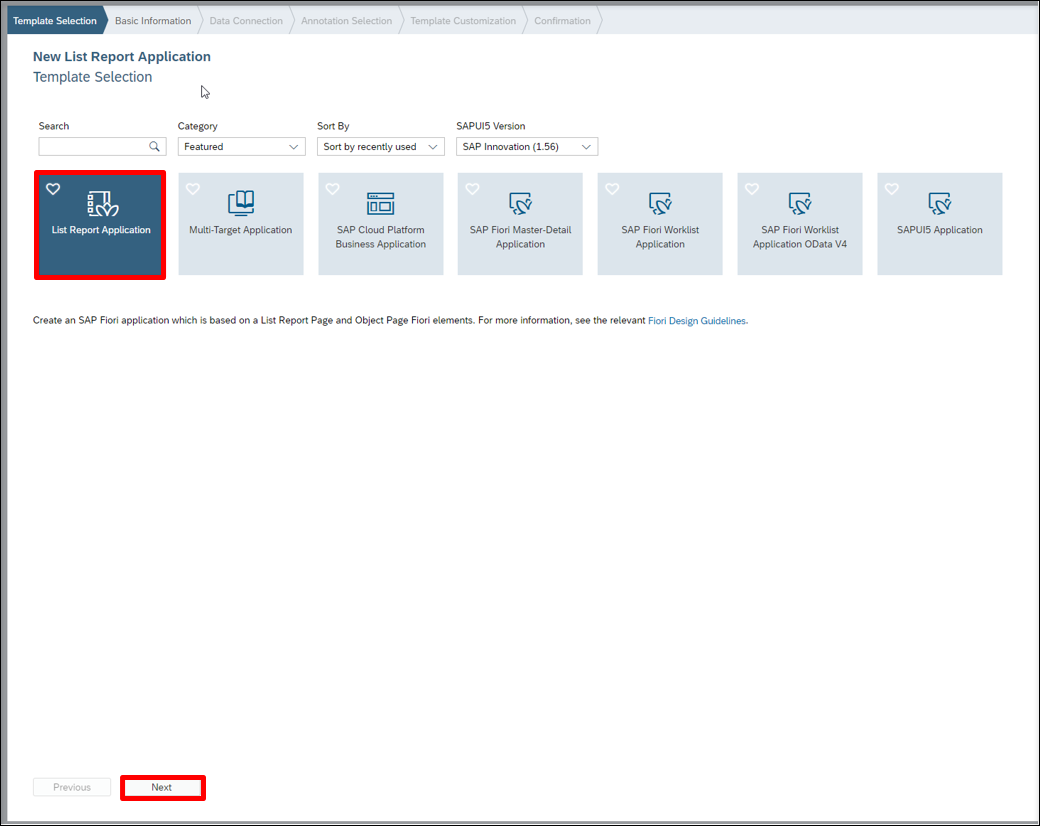 Template Selection Basic Information Data Connection Annotation Selection Template Customization Confirmation
New List Report Application
Template Selection
Search Category Sort By SAPUI5 Version
Featured Sort by recently used SAP Innovation (1.56)
List Report Application
Multi-Target Application
SAP Cloud Platform
Business Application
SAP Fiori Master-Detail
Application
SAP Fiori Worklist
Application
SAP Fiori Worklist
Application OData V4
SAPUI5 Application
Create an SAP Fiori application which is based on a List Report Page and Object Page Fiori elements. For more information, see the relevant Fiori Design Guidelines.
Previous Next